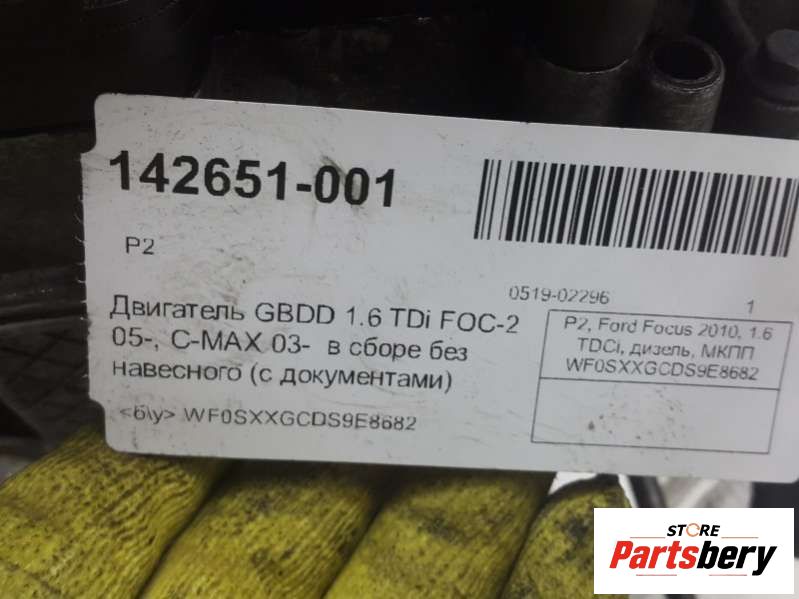 142651-001
P2
0519-02296 1
Двигатель GBDD 1.6 TDi FOC-2
05-, C-MAX 03- в сборе без
навесного (с документами)
<б\у> WF0SXXGCDS9E8682
P2, Ford Focus 2010, 1.6
TDCi, дизель, МКПП
WF0SXXGCDS9E8682
STORE
Partsbery